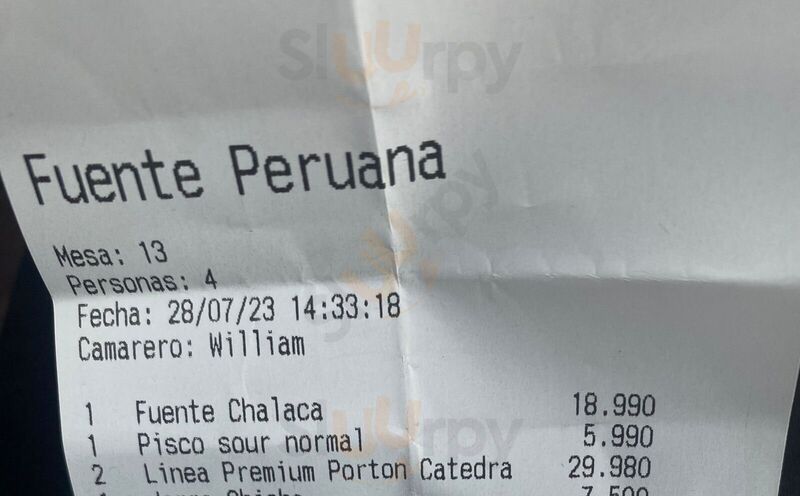 Slurpy
Fuente Peruana
Mesa: 13
Personas: 4
Fecha: 28/07/23 14:33:18
Camarero: William
1 Fuente Chalaca 18.990
1 Pisco sour normal 5.990
2 Linea Premium Porton Catedra 29.980